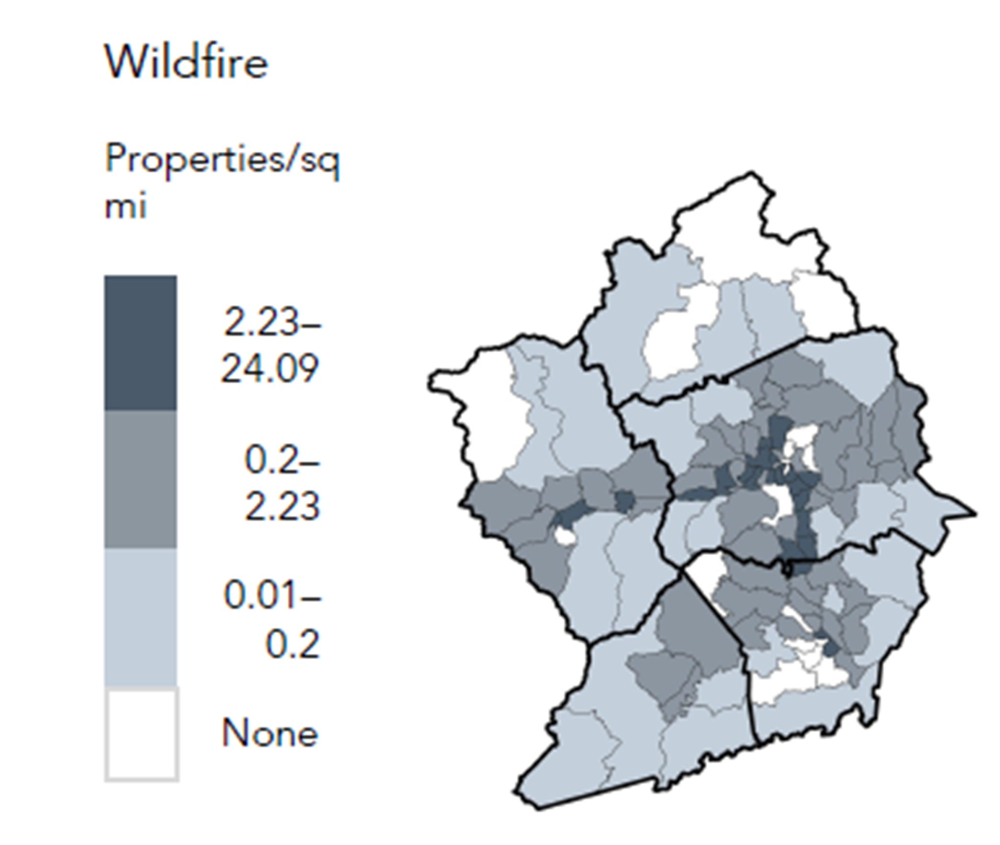 Wildfire
Properties/sq
mi
2.23–
24.09
0.2–
2.23
0.01–
0.2
None